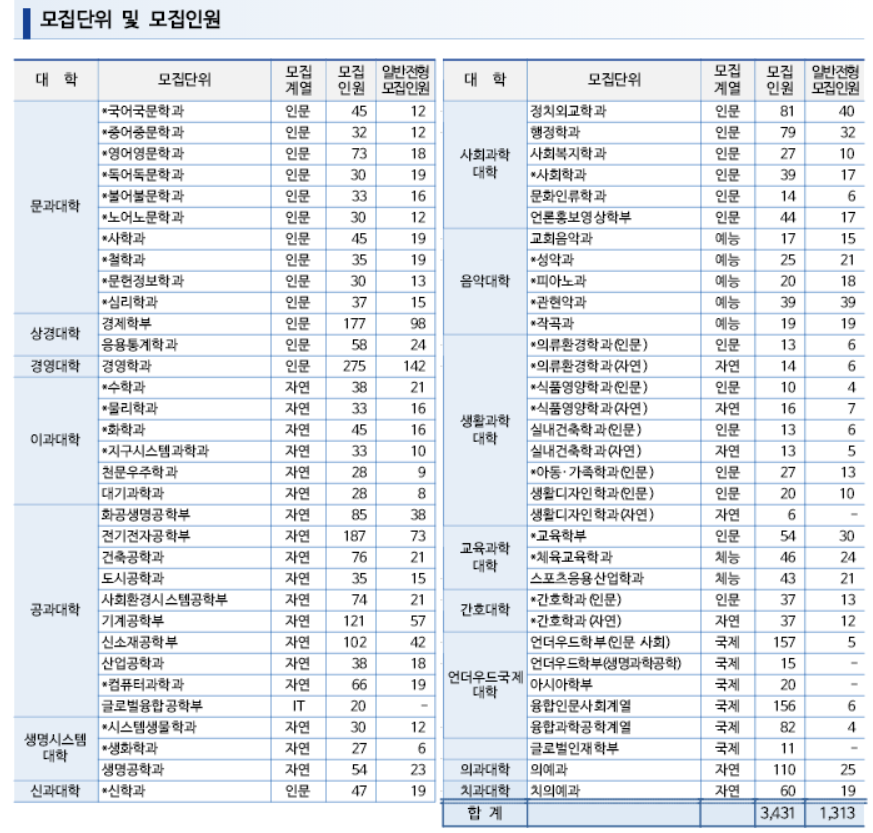 모집단위 및 모집인원
대 학 모집단위 모집계열 모집인원 일반전형모집인원
문과대학
*국어국문학과 인문 45 12
*중어중문학과 인문 32 12
*영어영문학과 인문 73 18
*독어독문학과 인문 30 19
*불어불문학과 인문 33 16
*노어노문학과 인문 30 12
*사학과 인문 45 19
*철학과 인문 35 19
*문헌정보학과 인문 30 13
*심리학과 인문 37 15
상경대학
경제학부 인문 177 98
응용통계학과 인문 58 24
경영대학 경영학과 인문 275 142
이과대학
*수학과 자연 38 21
*물리학과 자연 33 16
*화학과 자연 45 16
*지구시스템과학과 자연 33 10
천문우주학과 자연 28 9
대기과학과 자연 28 8
공과대학
화공생명공학부 자연 85 38
전기전자공학부 자연 187 73
건축공학과 자연 76 21
도시공학과 자연 35 15
사회환경시스템공학부 자연 74 21
기계공학부 자연 121 57
신소재공학부 자연 102 42
산업공학과 자연 38 18
*컴퓨터과학과 자연 66 19
글로벌융합공학부 IT 20 -
생명시스템대학
*시스템생물학과 자연 30 12
*생화학과 자연 27 6
생명공학과 자연 54 23
신과대학 *신학과 인문 47 19
대 학 모집단위 모집계열 모집인원 일반전형모집인원
사회과학대학
정치외교학과 인문 81 40
행정학과 인문 79 32
사회복지학과 인문 27 10
*사회학과 인문 39 17
문화인류학과 인문 14 6
언론홍보영상학부 인문 44 17
음악대학
교회음악과 예능 17 15
*성악과 예능 25 21
*피아노과 예능 20 18
*관현악과 예능 39 39
*작곡과 예능 19 19
생활과학대학
*의류환경학과(인문) 인문 13 6
*의류환경학과(자연) 자연 14 6
*식품영양학과(인문) 인문 10 4
*식품영양학과(자연) 자연 16 7
실내건축학과(인문) 인문 13 6
실내건축학과(자연) 자연 13 5
*아동·가족학과(인문) 인문 27 13
생활디자인학과(인문) 인문 20 10
생활디자인학과(자연) 자연 6 -
교육과학대학
*교육학부 인문 54 30
*체육교육학과 체능 46 24
스포츠응용산업학과 체능 43 21
간호대학
*간호학과(인문) 인문 37 13
*간호학과(자연) 자연 37 12
언더우드국제대학
언더우드학부(인문 사회) 국제 157 5
언더우드학부(생명과학공학) 국제 15 -
아시아학부 국제 20 -
융합인문사회계열 국제 156 6
융합과학공학계열 국제 82 4
글로벌인재학부 국제 11 -
의과대학 의예과 자연 110 25
치과대학 치의예과 자연 60 19
합 계 3,431 1,313